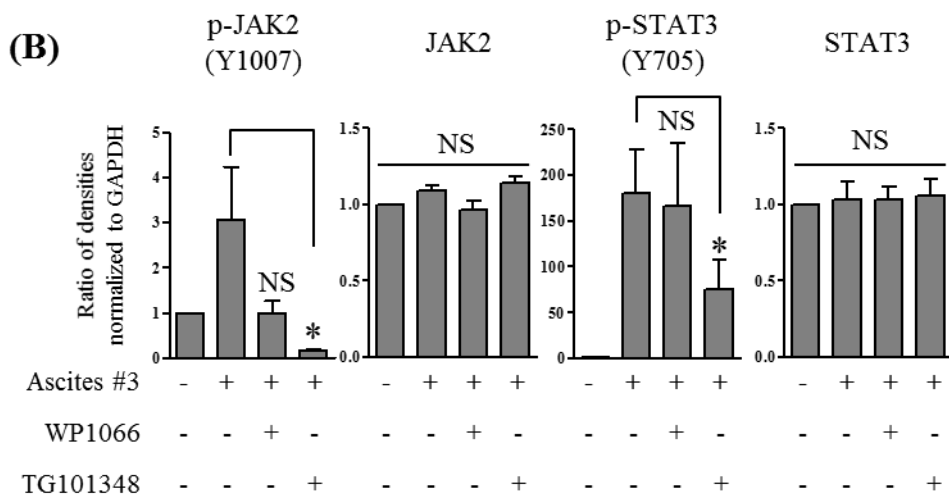 (B)
p-JAK2
(Y1007)
JAK2
p-STAT3
(Y705)
STAT3
Ratio of densities
normalized to GAPDH
5
4
3
2
1
0
NS
*
1.5
1.0
0.5
0.0
NS
250
200
150
100
50
0
NS
*
1.5
1.0
0.5
0.0
NS
Ascites #3 - + + + - + + + - + + + - + + +
WP1066 - - + - - - + - - - + - - - + -
TG101348 - - - + - - - + - - - + - - - +